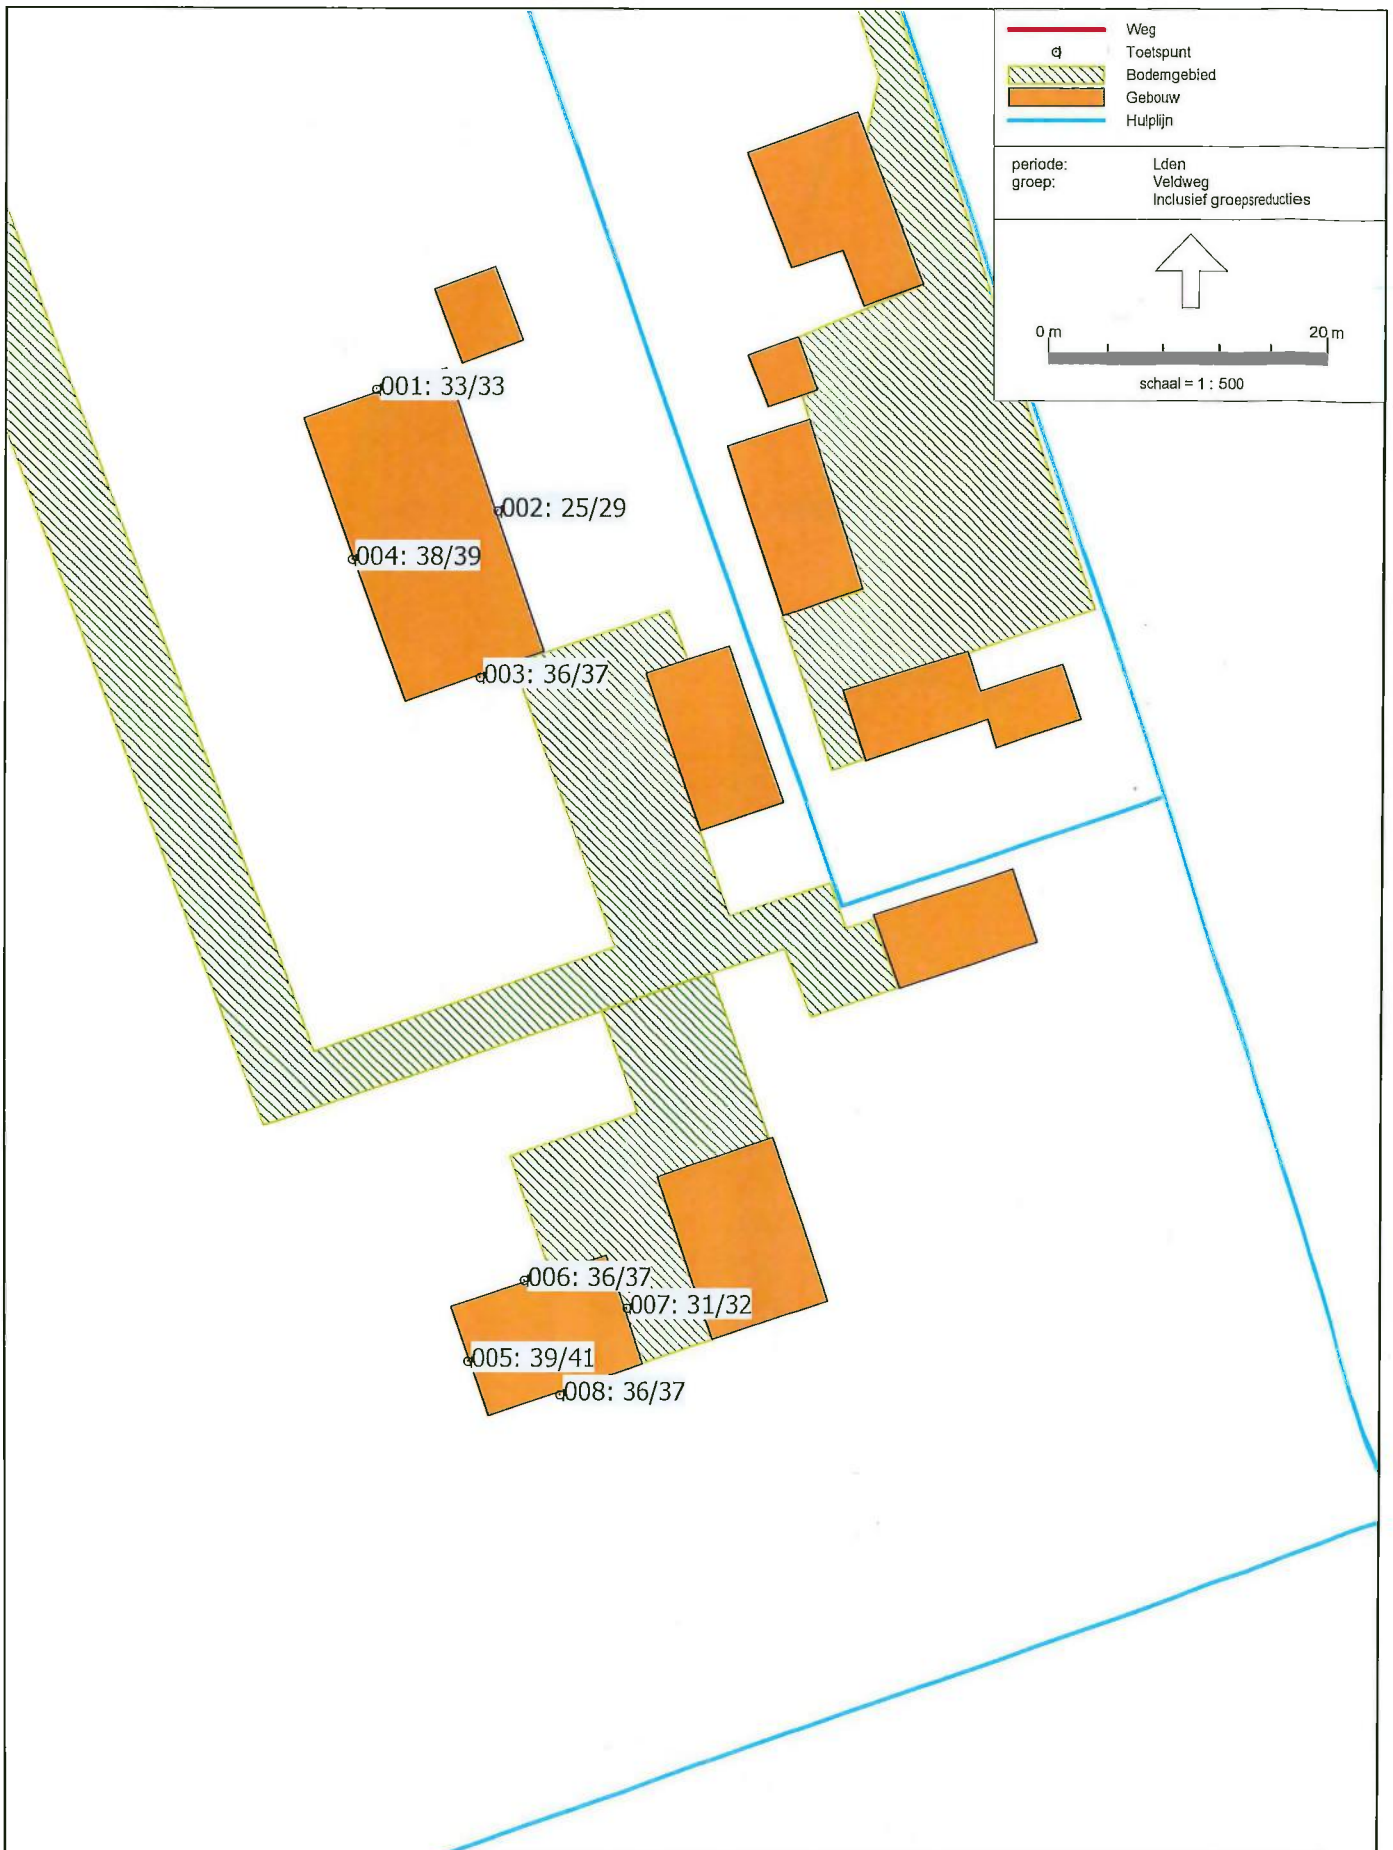 Weg
Toetspunt
Bodemgebied
Gebouw
Hulplijn
periode: Lden
groep: Veldweg
Inclusief groepsreducties
0 m 20 m
schaal = 1 : 500
001: 33/33
002: 25/29
004: 38/39
003: 36/37
006: 36/37
007: 31/32
005: 39/41
008: 36/37